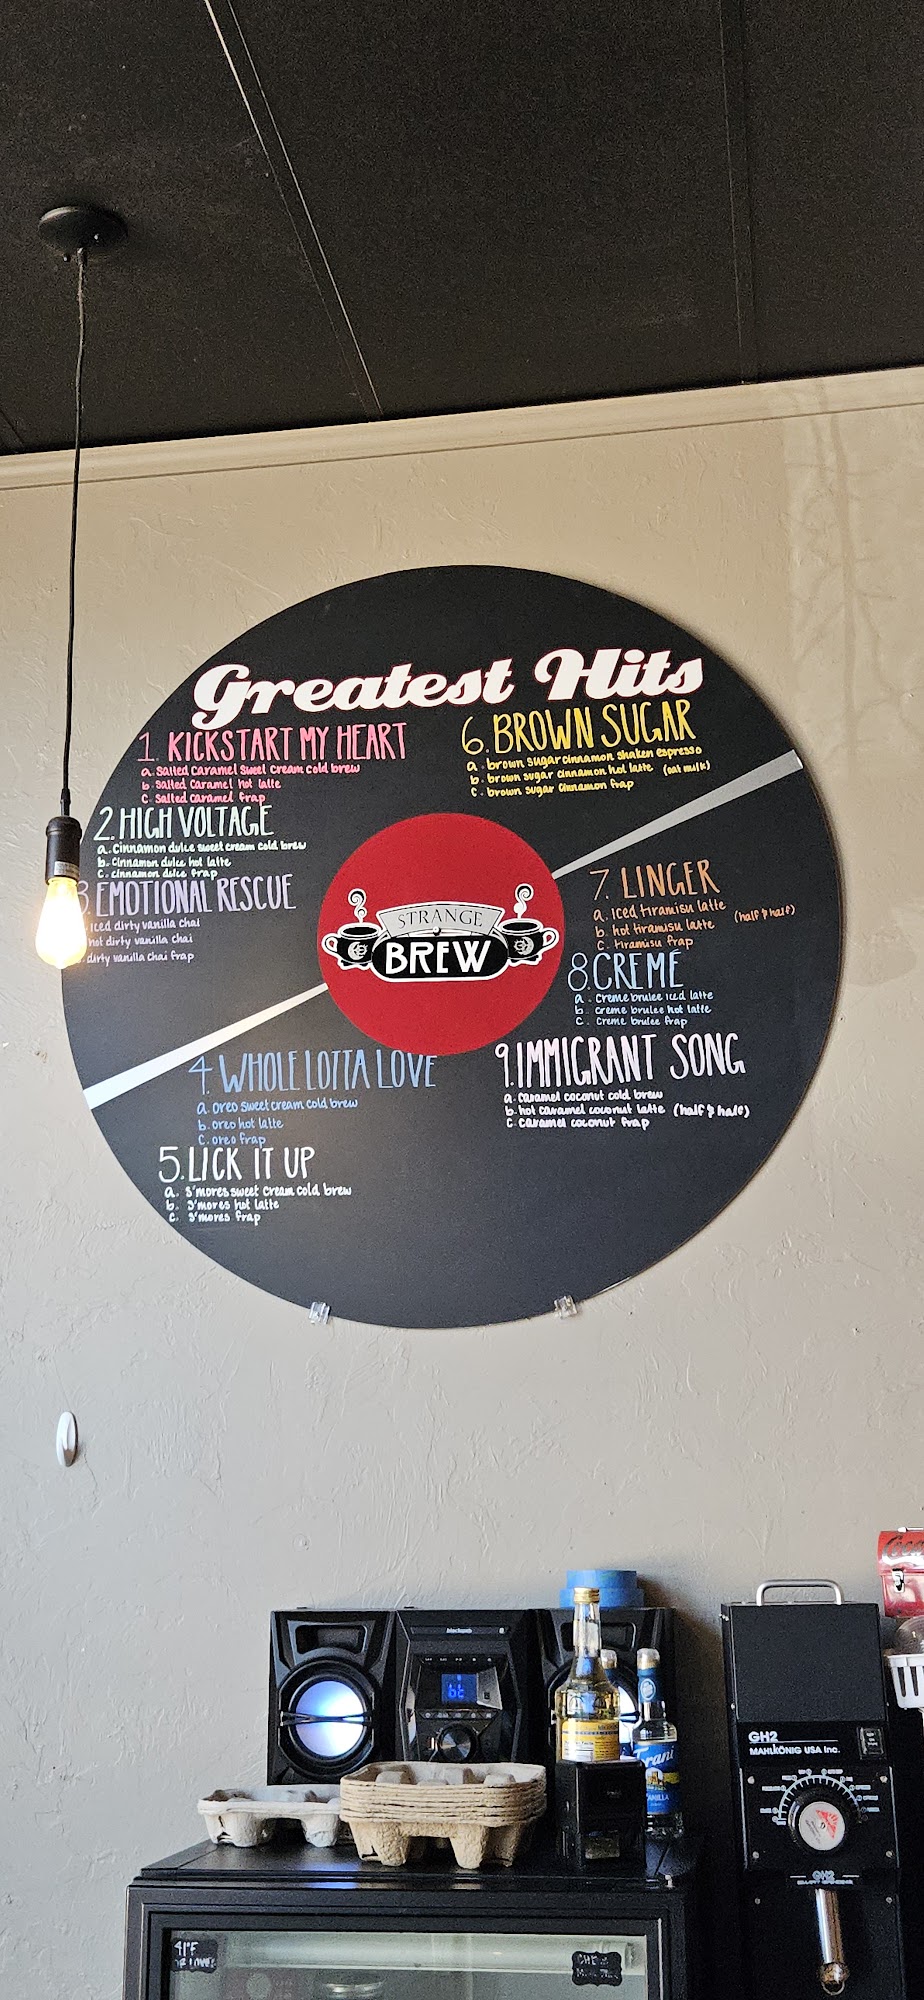 Greatest Hits
1. KICKSTART MY HEART
a. Salted Caramel Sweet Cream cold brew
b. Salted Caramel hot latte
c. Salted Caramel frap
2. HIGH VOLTAGE
a. Cinnamon dulce sweet cream cold brew
b. Cinnamon dulce hot latte
c. Cinnamon dulce frap
3. EMOTIONAL RESCUE
iced dirty vanilla chai
hot dirty vanilla chai
dirty vanilla chai frap
4. WHOLE LOTTA LOVE
a. oreo sweet cream cold brew
b. oreo hot latte
c. oreo frap
5. LICK IT UP
a. S'mores sweet cream cold brew
b. S'mores hot latte
c. S'mores frap
STRANGE
BREW
6. BROWN SUGAR
a. brown sugar cinnamon shaken espresso
b. brown sugar cinnamon hot latte (oat milk)
c. brown sugar cinnamon frap
7. LINGER
a. Iced tiramisu latte
b. hot tiramisu latte (half & half)
c. tiramisu frap
8. CREMÉ
a. Creme brulee iced latte
b. Creme brulee hot latte
c. Creme brulee frap
9. IMMIGRANT SONG
a. caramel coconut cold brew
b. hot caramel coconut latte (half & half)
c. caramel coconut frap
bt
GH2
MAHLKÖNIG USA Inc.
GH2
41°F
OR LOWER